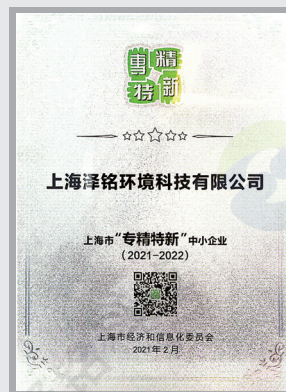 專精
特新
上海泽铭环境科技有限公司
上海市“专精特新”中小企业
(2021-2022)
上海市经济和信息化委员会
2021年2月